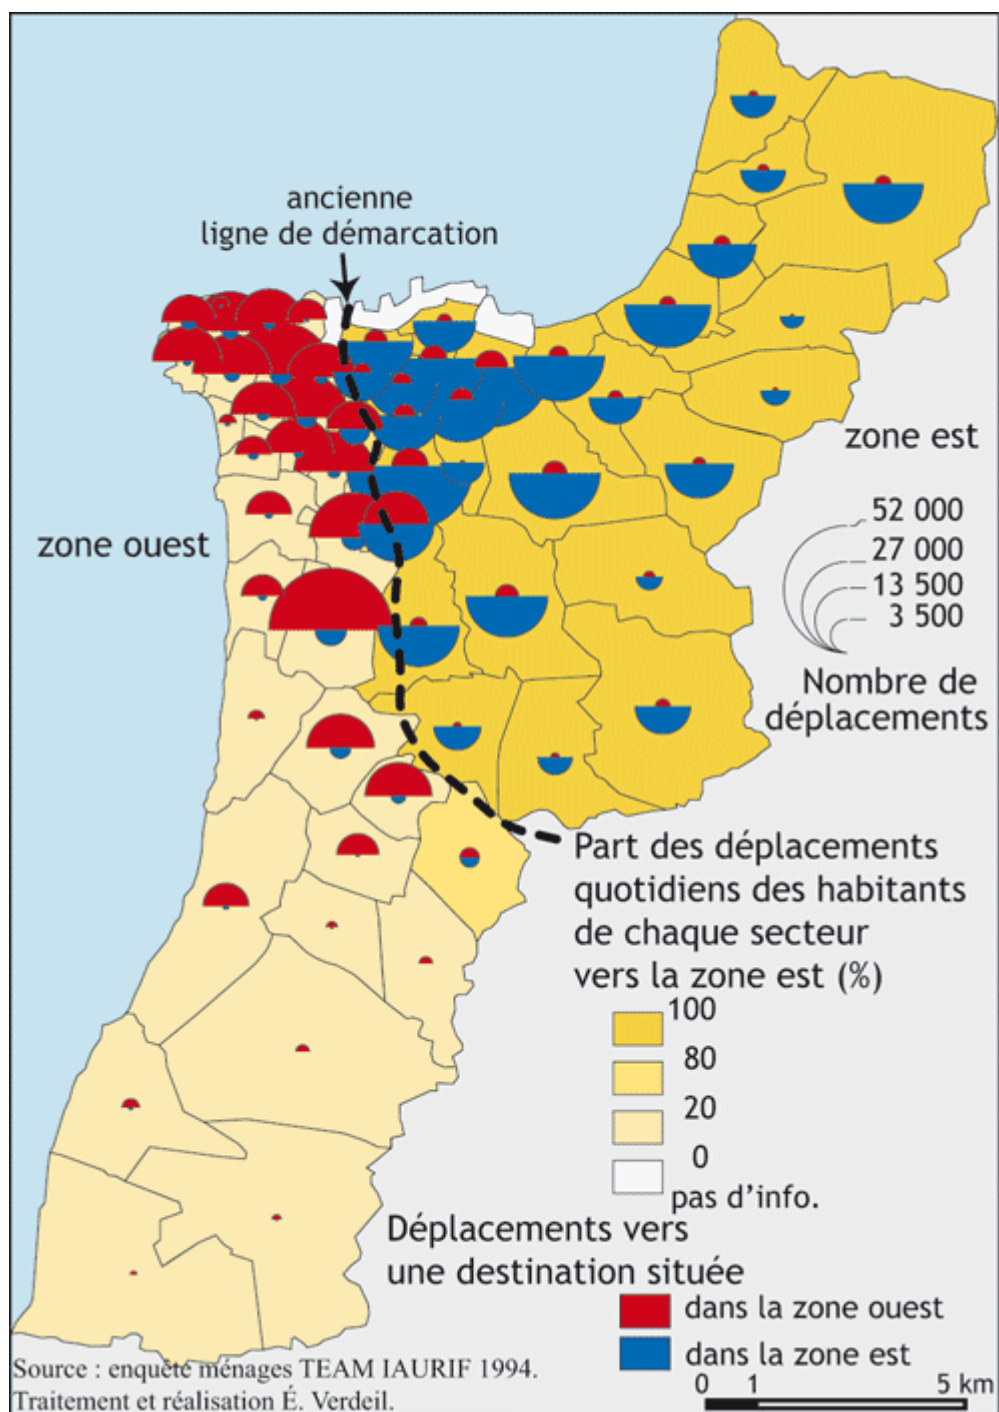 ancienne
ligne de démarcation
zone est
52 000
27 000
13 500
3 500
zone ouest
Nombre de
déplacements
Part des déplacements
quotidiens des habitants
de chaque secteur
vers la zone est (%)
100
80
20
0
pas d’info.
Déplacements vers
une destination située
dans la zone ouest
dans la zone est
Source : enquête ménages TEAM IAURIF 1994.
Traitement et réalisation É. Verdeil.
0 1 5 km